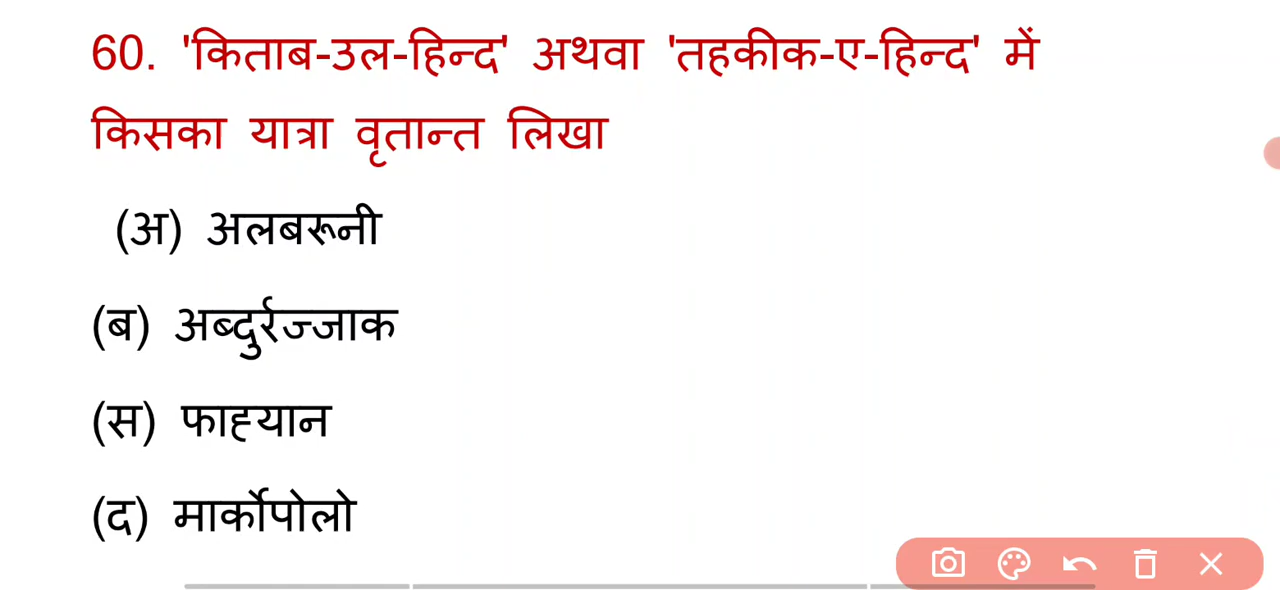 60. 'किताब-उल-हिन्द' अथवा 'तहकीक-ए-हिन्द' में
किसका यात्रा वृतान्त लिखा
(अ) अलबरूनी
(ब) अब्दुर्रज्जाक
(स) फाह्यान
(द) मार्कोपोलो